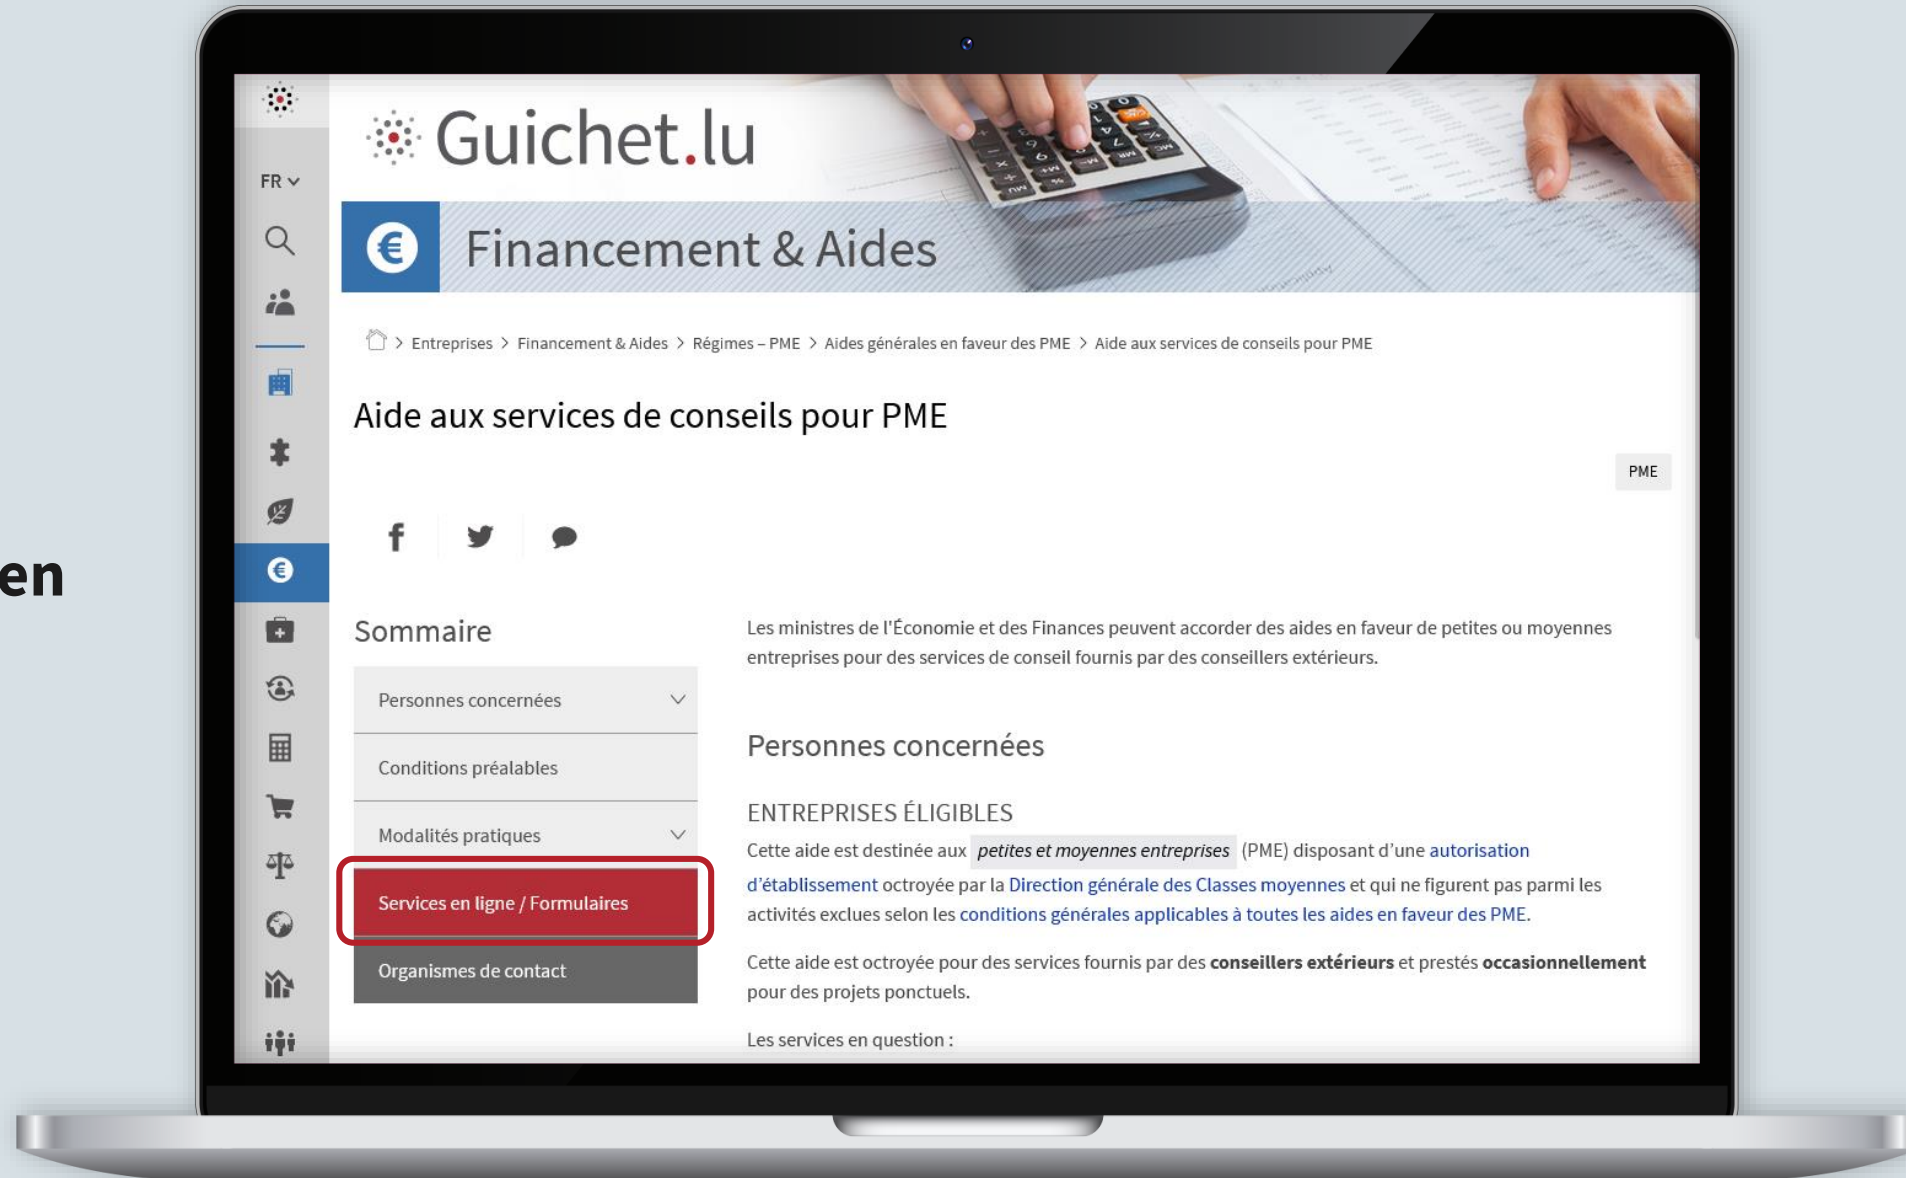 en
Guichet.lu
FR
Financement & Aides
> Entreprises > Financement & Aides > Régimes – PME > Aides générales en faveur des PME > Aide aux services de conseils pour PME
Aide aux services de conseils pour PME
PME
Sommaire
Personnes concernées
Conditions préalables
Modalités pratiques
Services en ligne / Formulaires
Organismes de contact
Les ministres de l'Économie et des Finances peuvent accorder des aides en faveur de petites ou moyennes
entreprises pour des services de conseil fournis par des conseillers extérieurs.
Personnes concernées
ENTREPRISES ÉLIGIBLES
Cette aide est destinée aux petites et moyennes entreprises (PME) disposant d’une autorisation
d’établissement octroyée par la Direction générale des Classes moyennes et qui ne figurent pas parmi les
activités exclues selon les conditions générales applicables à toutes les aides en faveur des PME.
Cette aide est octroyée pour des services fournis par des conseillers extérieurs et prestés occasionnellement
pour des projets ponctuels.
Les services en question :